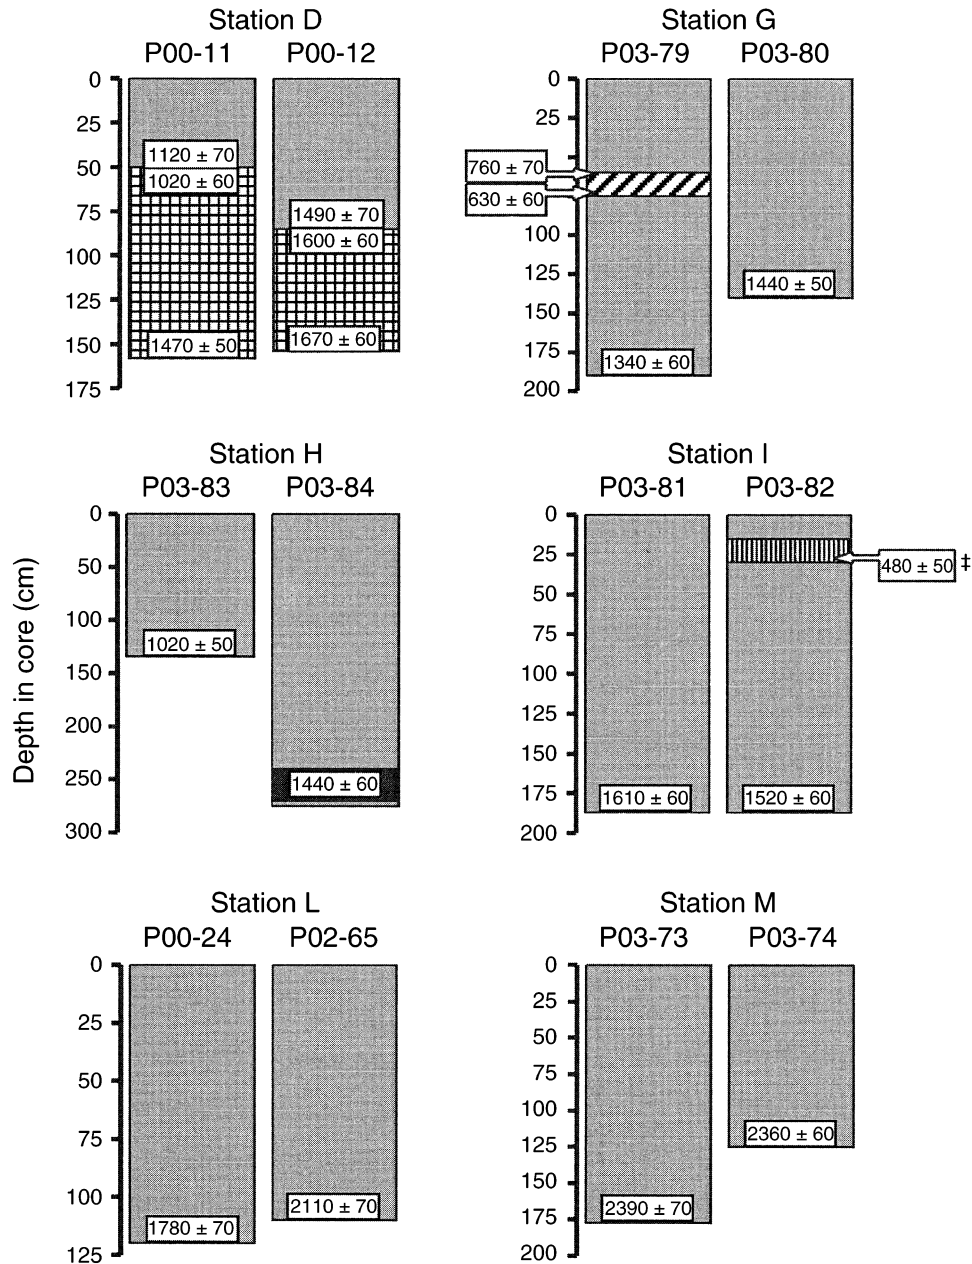 Station D
P00-11 P00-12
0
25
50
75
100
125
150
175
1120 ± 70
1020 ± 60
1470 ± 50
1490 ± 70
1600 ± 60
1670 ± 60
Station G
P03-79 P03-80
0
25
100
125
150
175
200
760 ± 70
630 ± 60
1340 ± 60
1440 ± 50
Depth in core (cm)
Station H
P03-83 P03-84
0
50
100
150
200
250
300
1020 ± 50
1440 ± 60
Station I
P03-81 P03-82
0
25
50
75
100
125
150
175
200
480 ± 50 ‡
1610 ± 60
1520 ± 60
Station L
P00-24 P02-65
0
25
50
75
100
125
1780 ± 70
2110 ± 70
Station M
P03-73 P03-74
0
25
50
75
100
125
150
175
200
2390 ± 70
2360 ± 60